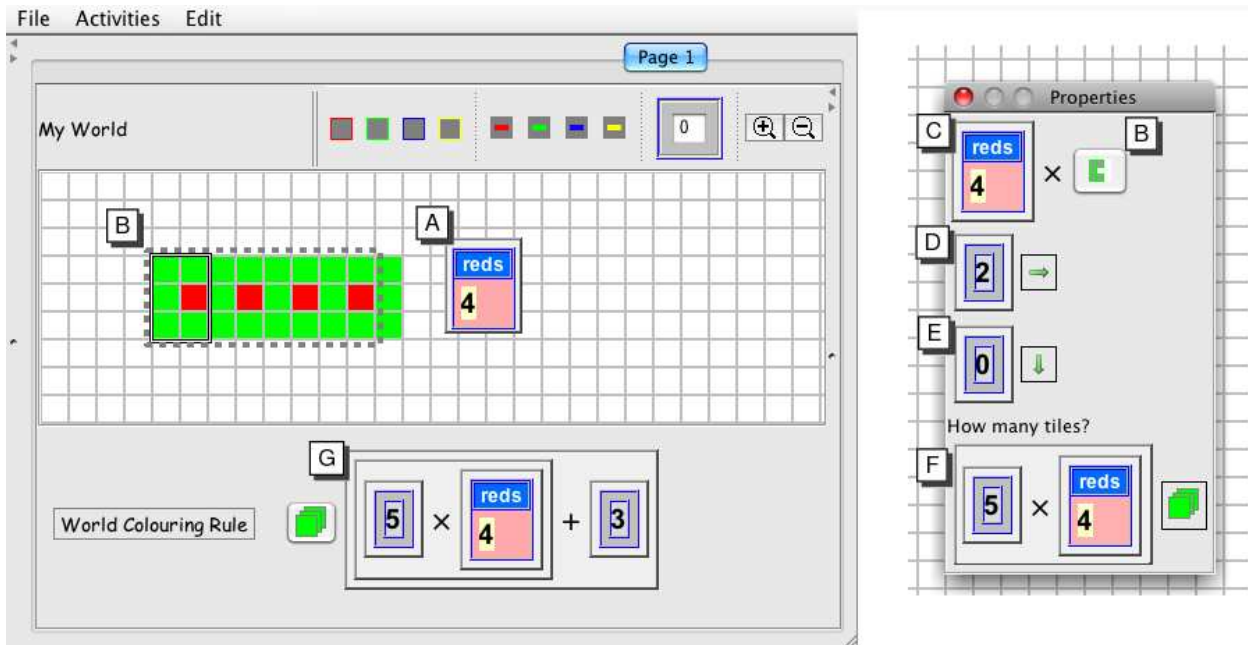 File Activities Edit
Page 1
My World
0
B
A
reds
4
G
World Colouring Rule
5 × reds 4 + 3
Properties
C
reds
4
×
B
D
2
E
0
How many tiles?
F
5 × reds 4